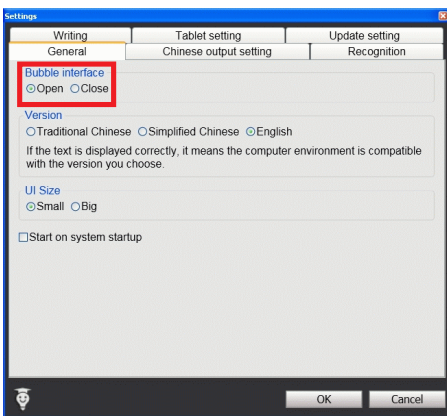 Settings
Writing Tablet setting Update setting
General Chinese output setting Recognition
Bubble interface
Open Close
Version
Traditional Chinese Simplified Chinese English
If the text is displayed correctly, it means the computer environment is compatible
with the version you choose.
UI Size
Small Big
Start on system startup
OK Cancel